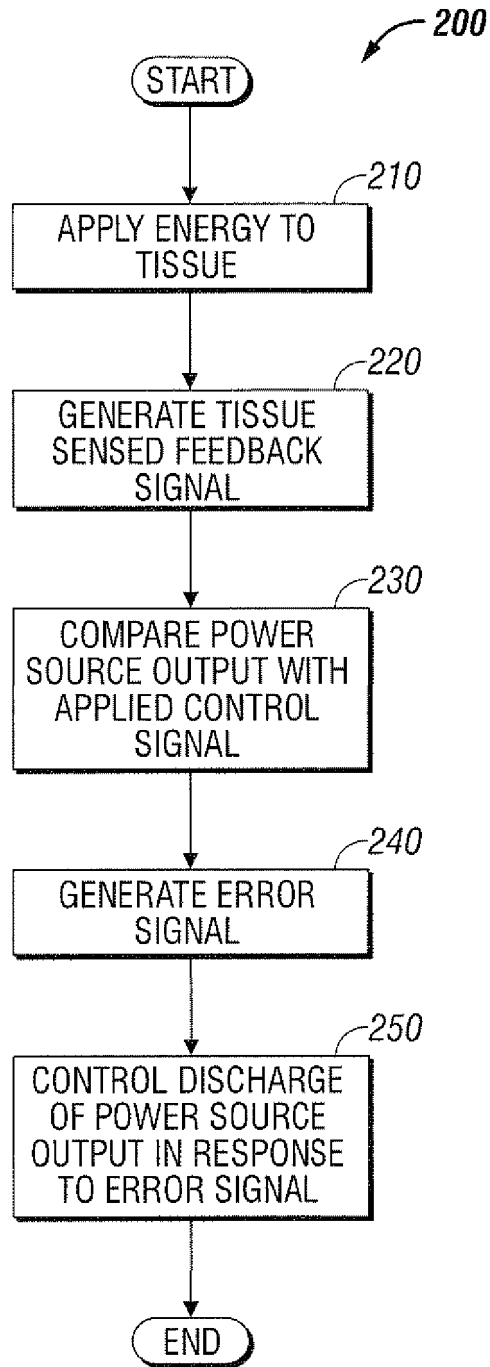 200
START
210
APPLY ENERGY TO
TISSUE
220
GENERATE TISSUE
SENSED FEEDBACK
SIGNAL
230
COMPARE POWER
SOURCE OUTPUT WITH
APPLIED CONTROL
SIGNAL
240
GENERATE ERROR
SIGNAL
250
CONTROL DISCHARGE
OF POWER SOURCE
OUTPUT IN RESPONSE
TO ERROR SIGNAL
END